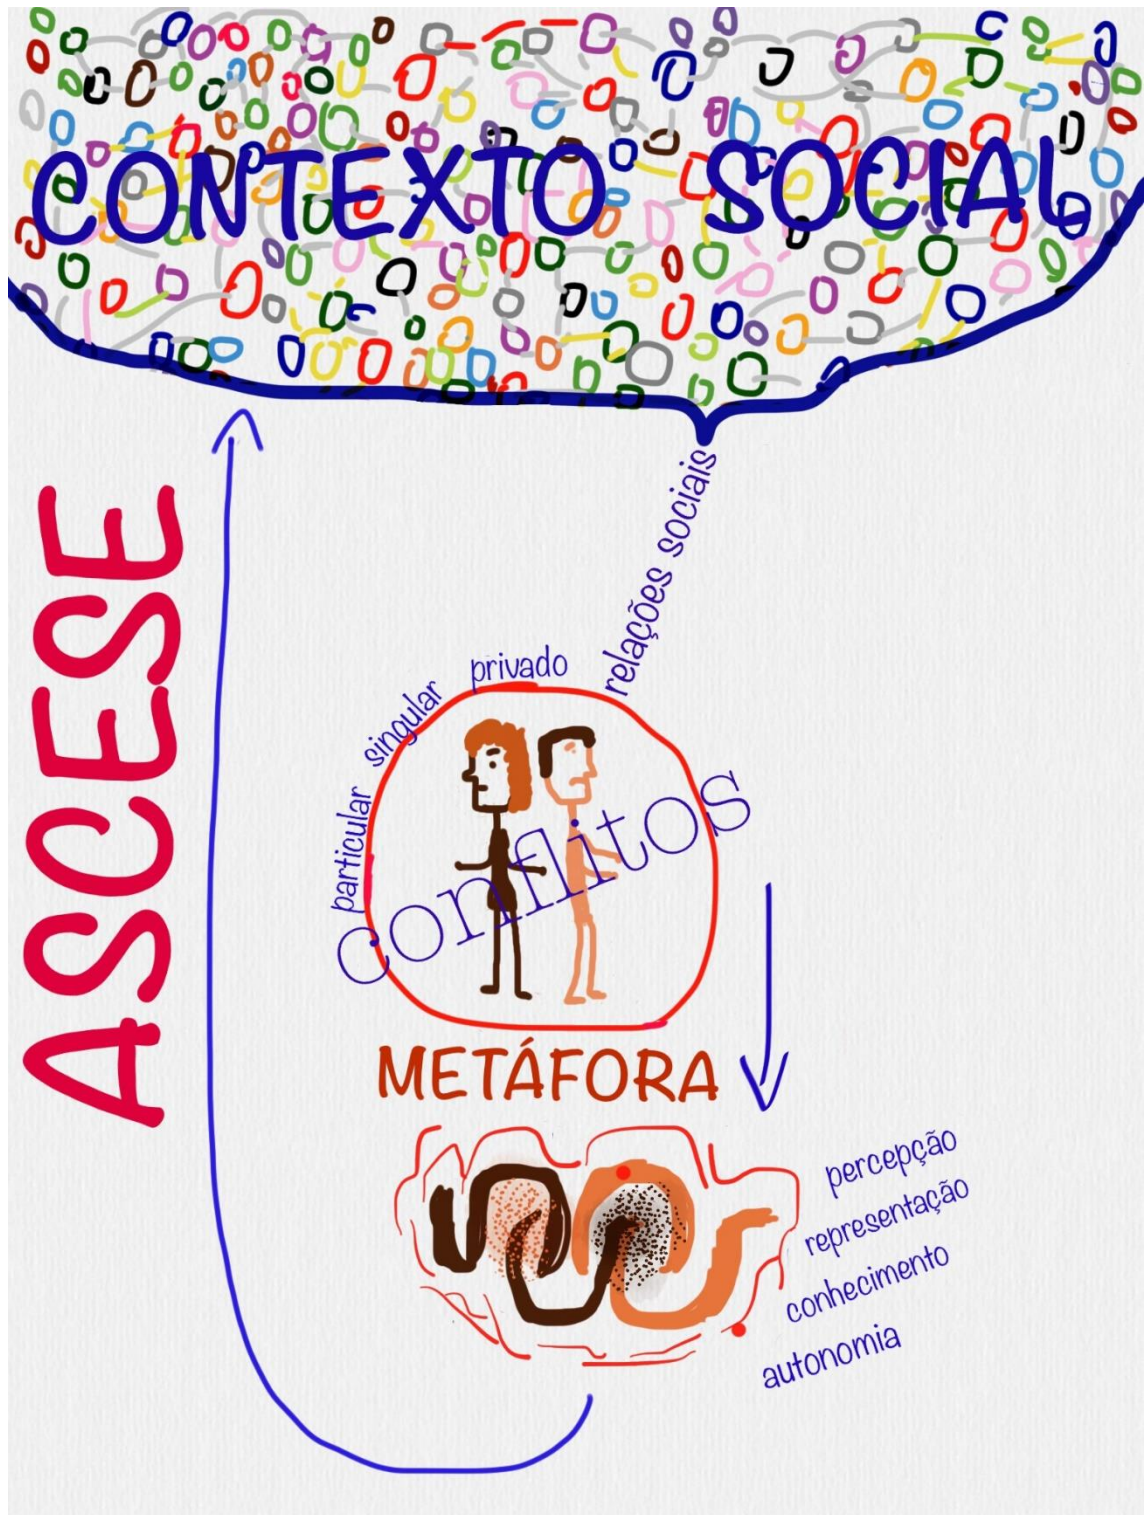 CONTEXTO SOCIAL
relações sociais
ASCESE
privado
singular
particular
conflitos
METÁFORA
percepção
representação
conhecimento
autonomia